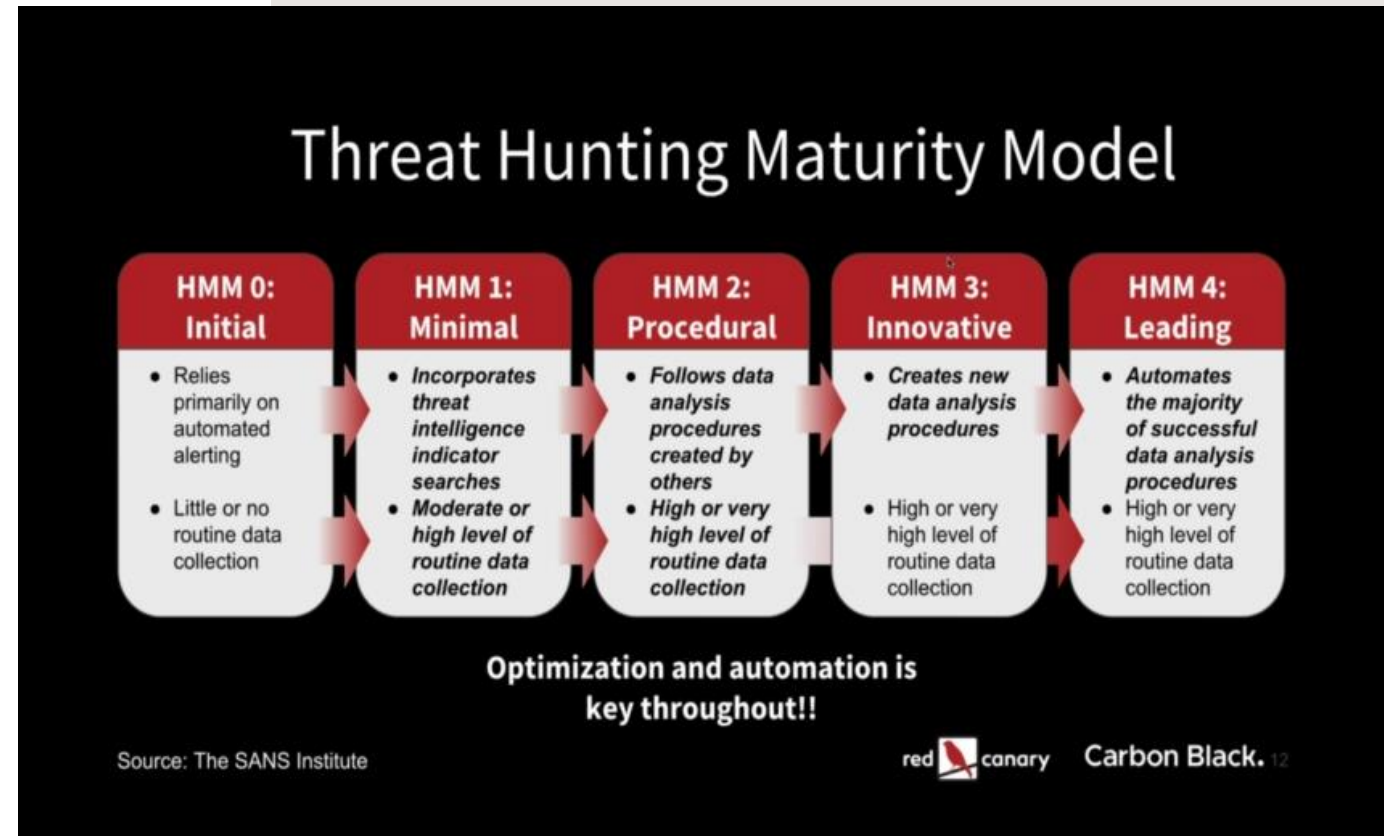 Threat Hunting Maturity Model
HMM 0:
Initial
• Relies
primarily on
automated
alerting
• Little or no
routine data
collection
HMM 1:
Minimal
• Incorporates
threat
intelligence
indicator
searches
• Moderate or
high level of
routine data
collection
HMM 2:
Procedural
• Follows data
analysis
procedures
created by
others
• High or very
high level of
routine data
collection
HMM 3:
Innovative
• Creates new
data analysis
procedures
• High or very
high level of
routine data
collection
HMM 4:
Leading
• Automates
the majority
of successful
data analysis
procedures
• High or very
high level of
routine data
collection
Optimization and automation is
key throughout!!
Source: The SANS Institute
red canary
Carbon Black. 12